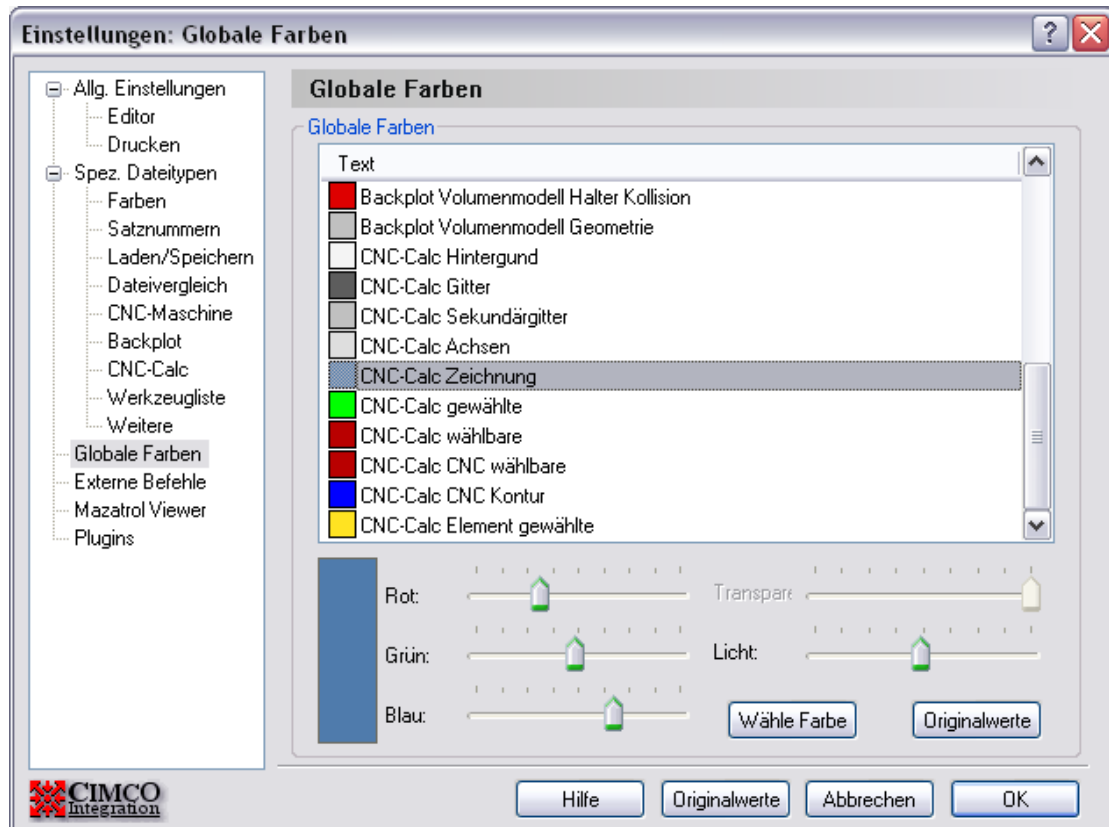 Einstellungen: Globale Farben
Allg. Einstellungen
Editor
Drucken
Spez. Dateitypen
Farben
Satznummern
Laden/Speichern
Dateivergleich
CNC-Maschine
Backplot
CNC-Calc
Werkzeugliste
Weitere
Globale Farben
Externe Befehle
Mazatrol Viewer
Plugins
Globale Farben
Globale Farben
Text
Backplot Volumenmodell Halter Kollision
Backplot Volumenmodell Geometrie
CNC-Calc Hintergund
CNC-Calc Gitter
CNC-Calc Sekundärgitter
CNC-Calc Achsen
CNC-Calc Zeichnung
CNC-Calc gewählte
CNC-Calc wählbare
CNC-Calc CNC wählbare
CNC-Calc CNC Kontur
CNC-Calc Element gewählte
Rot:
Transpare
Grün:
Licht:
Blau:
Wähle Farbe
Originalwerte
CIMCO
Integration
Hilfe
Originalwerte
Abbrechen
OK